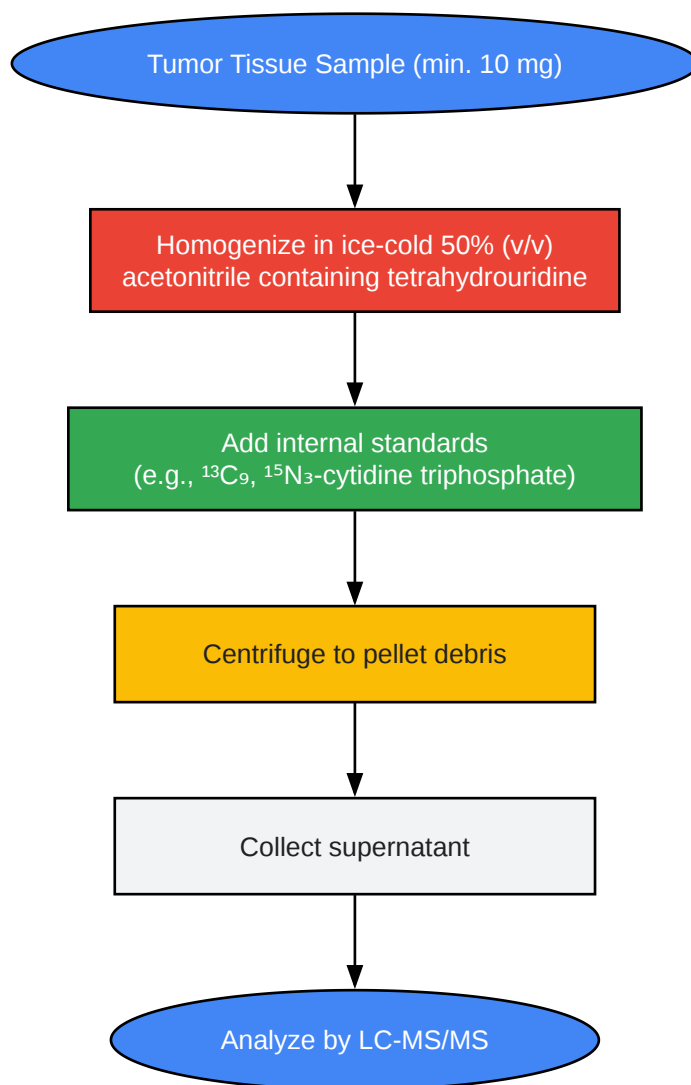 Tumor Tissue Sample (min. 10 mg)
Homogenize in ice-cold 50% (v/v)
acetonitrile containing tetrahydrouridine
Add internal standards
(e.g., ¹³C₉, ¹⁵N₃-cytidine triphosphate)
Centrifuge to pellet debris
Collect supernatant
Analyze by LC-MS/MS